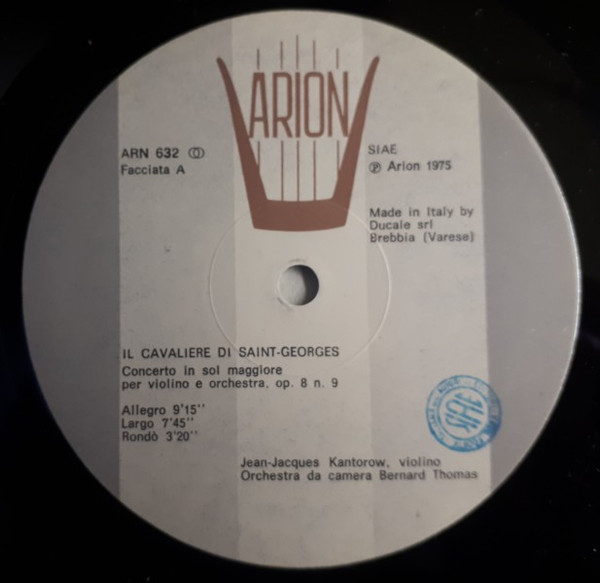 ARION
ARN 632
Facciata A
SIAE
℗ Arion 1975
Made in Italy by
Ducale srl
Brebbia (Varese)
IL CAVALIERE DI SAINT-GEORGES
Concerto in sol maggiore
per violino e orchestra, op. 8 n. 9
Allegro 9'15''
Largo 7'45''
Rondò 3'20''
Jean-Jacques Kantorow, violino
Orchestra da camera Bernard Thomas